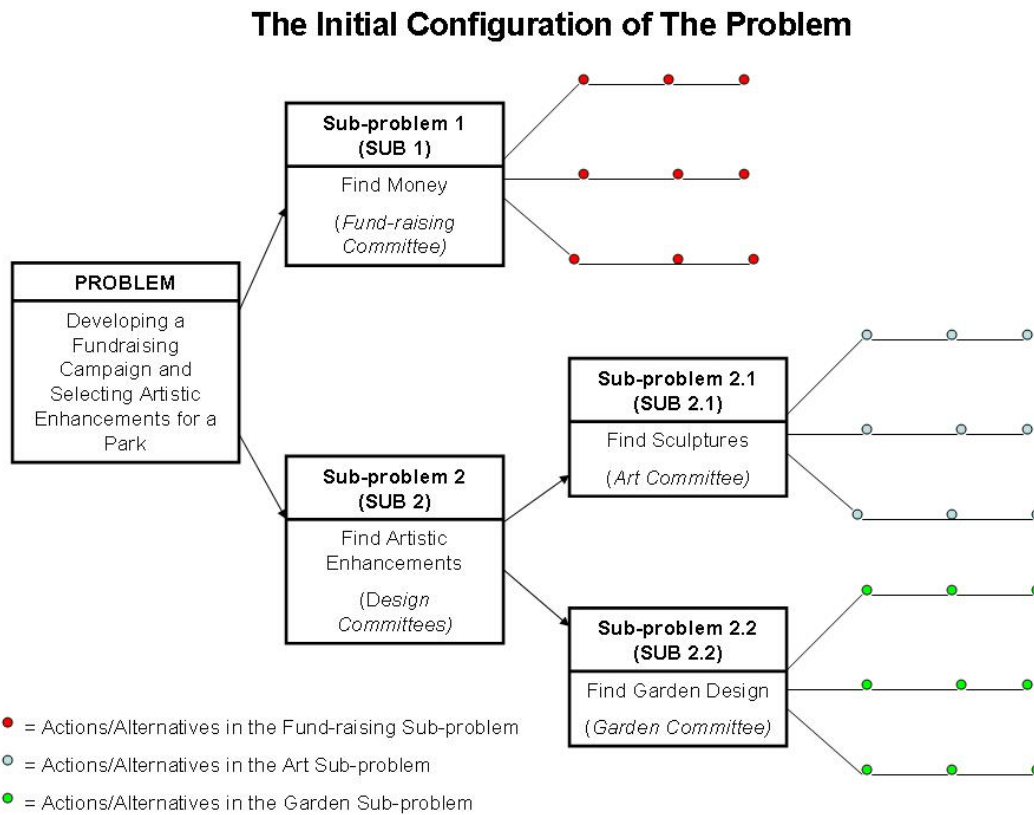 The Initial Configuration of The Problem
Sub-problem 1
(SUB 1)
Find Money
(Fund-raising
Committee)
PROBLEM
Developing a
Fundraising
Campaign and
Selecting Artistic
Enhancements for a
Park
Sub-problem 2
(SUB 2)
Find Artistic
Enhancements
(Design
Committees)
Sub-problem 2.1
(SUB 2.1)
Find Sculptures
(Art Committee)
Sub-problem 2.2
(SUB 2.2)
Find Garden Design
(Garden Committee)
= Actions/Alternatives in the Fund-raising Sub-problem
= Actions/Alternatives in the Art Sub-problem
= Actions/Alternatives in the Garden Sub-problem